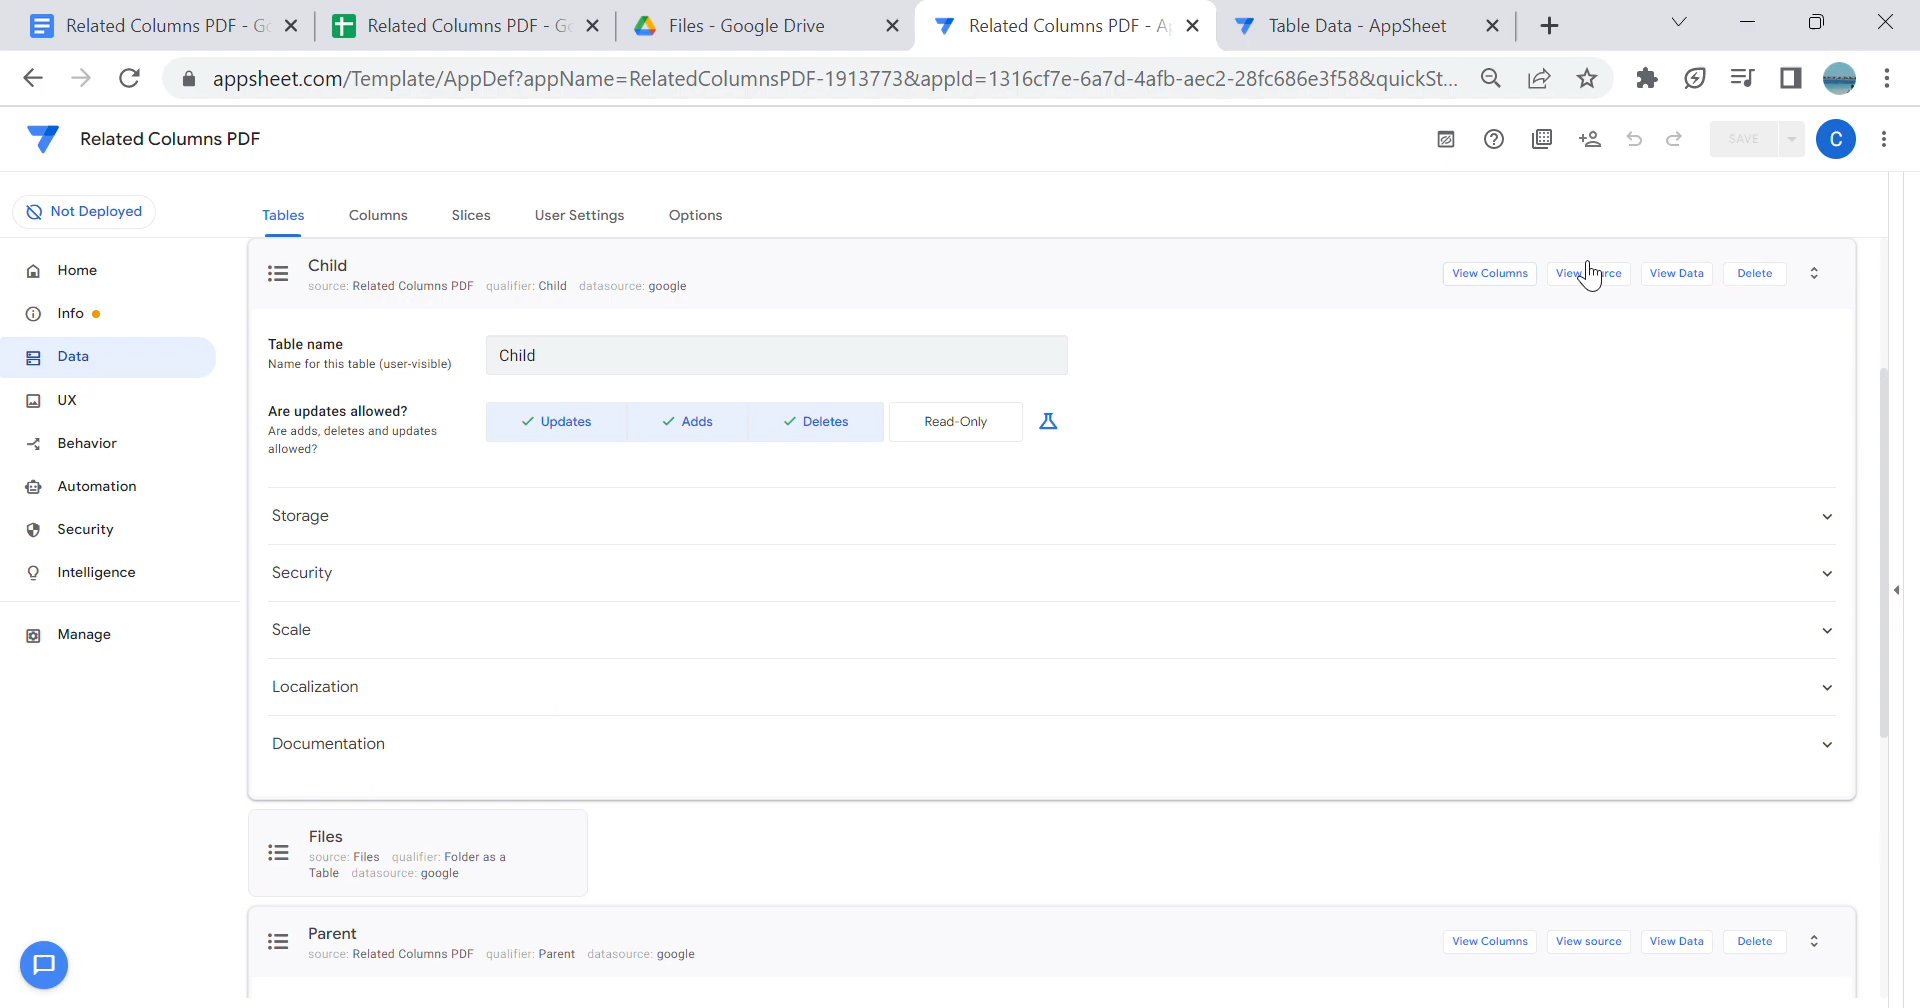 Related Columns PDF - Go
Related Columns PDF - Go
Files - Google Drive
Related Columns PDF - Ap
Table Data - AppSheet
appsheet.com/Template/AppDef?appName=RelatedColumnsPDF-1913773&appId=1316cf7e-6a7d-4afb-aec2-28fc686e3f58&quickSt...
Related Columns PDF
SAVE
C
Not Deployed
Tables
Columns
Slices
User Settings
Options
Home
Info
Data
UX
Behavior
Automation
Security
Intelligence
Manage
Child
source: Related Columns PDF qualifier: Child datasource: google
View Columns
View source
View Data
Delete
Table name
Name for this table (user-visible)
Child
Are updates allowed?
Are adds, deletes and updates
allowed?
Updates
Adds
Deletes
Read-Only
Storage
Security
Scale
Localization
Documentation
Files
source: Files qualifier: Folder as a
Table datasource: google
Parent
source: Related Columns PDF qualifier: Parent datasource: google
View Columns
View source
View Data
Delete